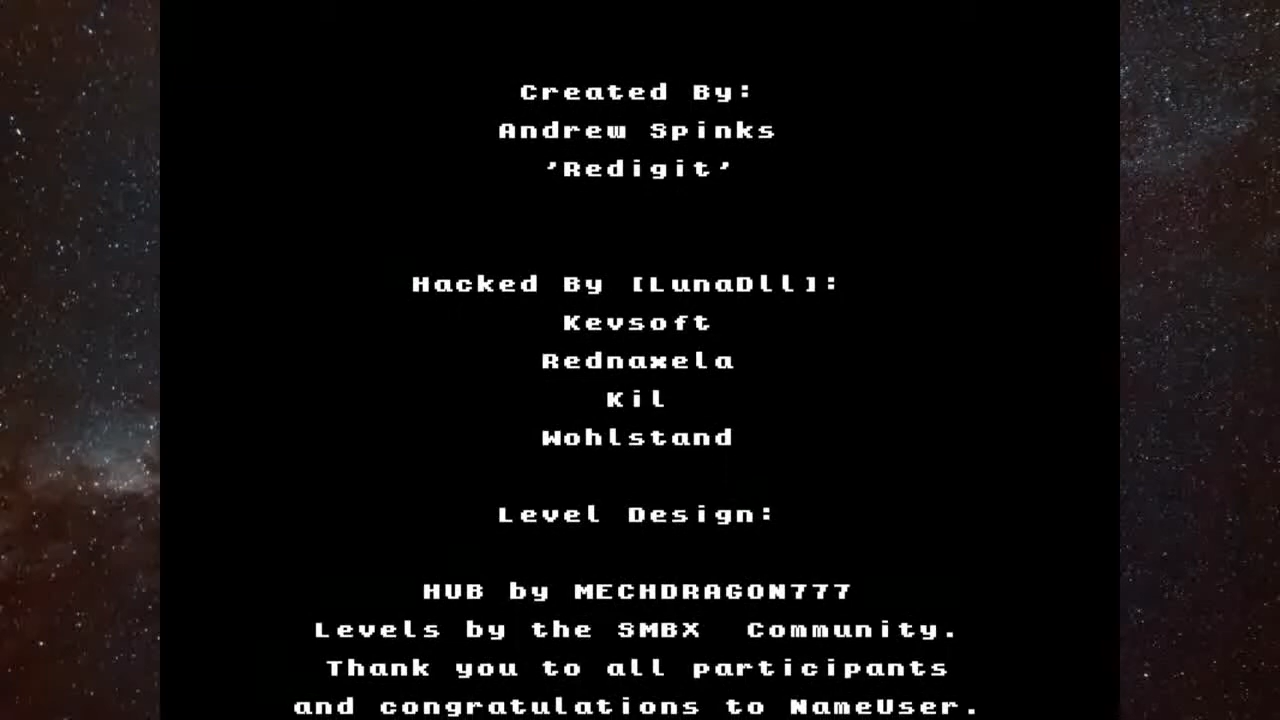 Created By:
Andrew Spinks
'Redigit'
Hacked By [LunaDll]:
Kevsoft
Rednaxela
Kil
Wohlstand
Level Design:
HUB by MECHDRAGON777
Levels by the SMBX  Community.
Thank you to all participants
and congratulations to NameUser.